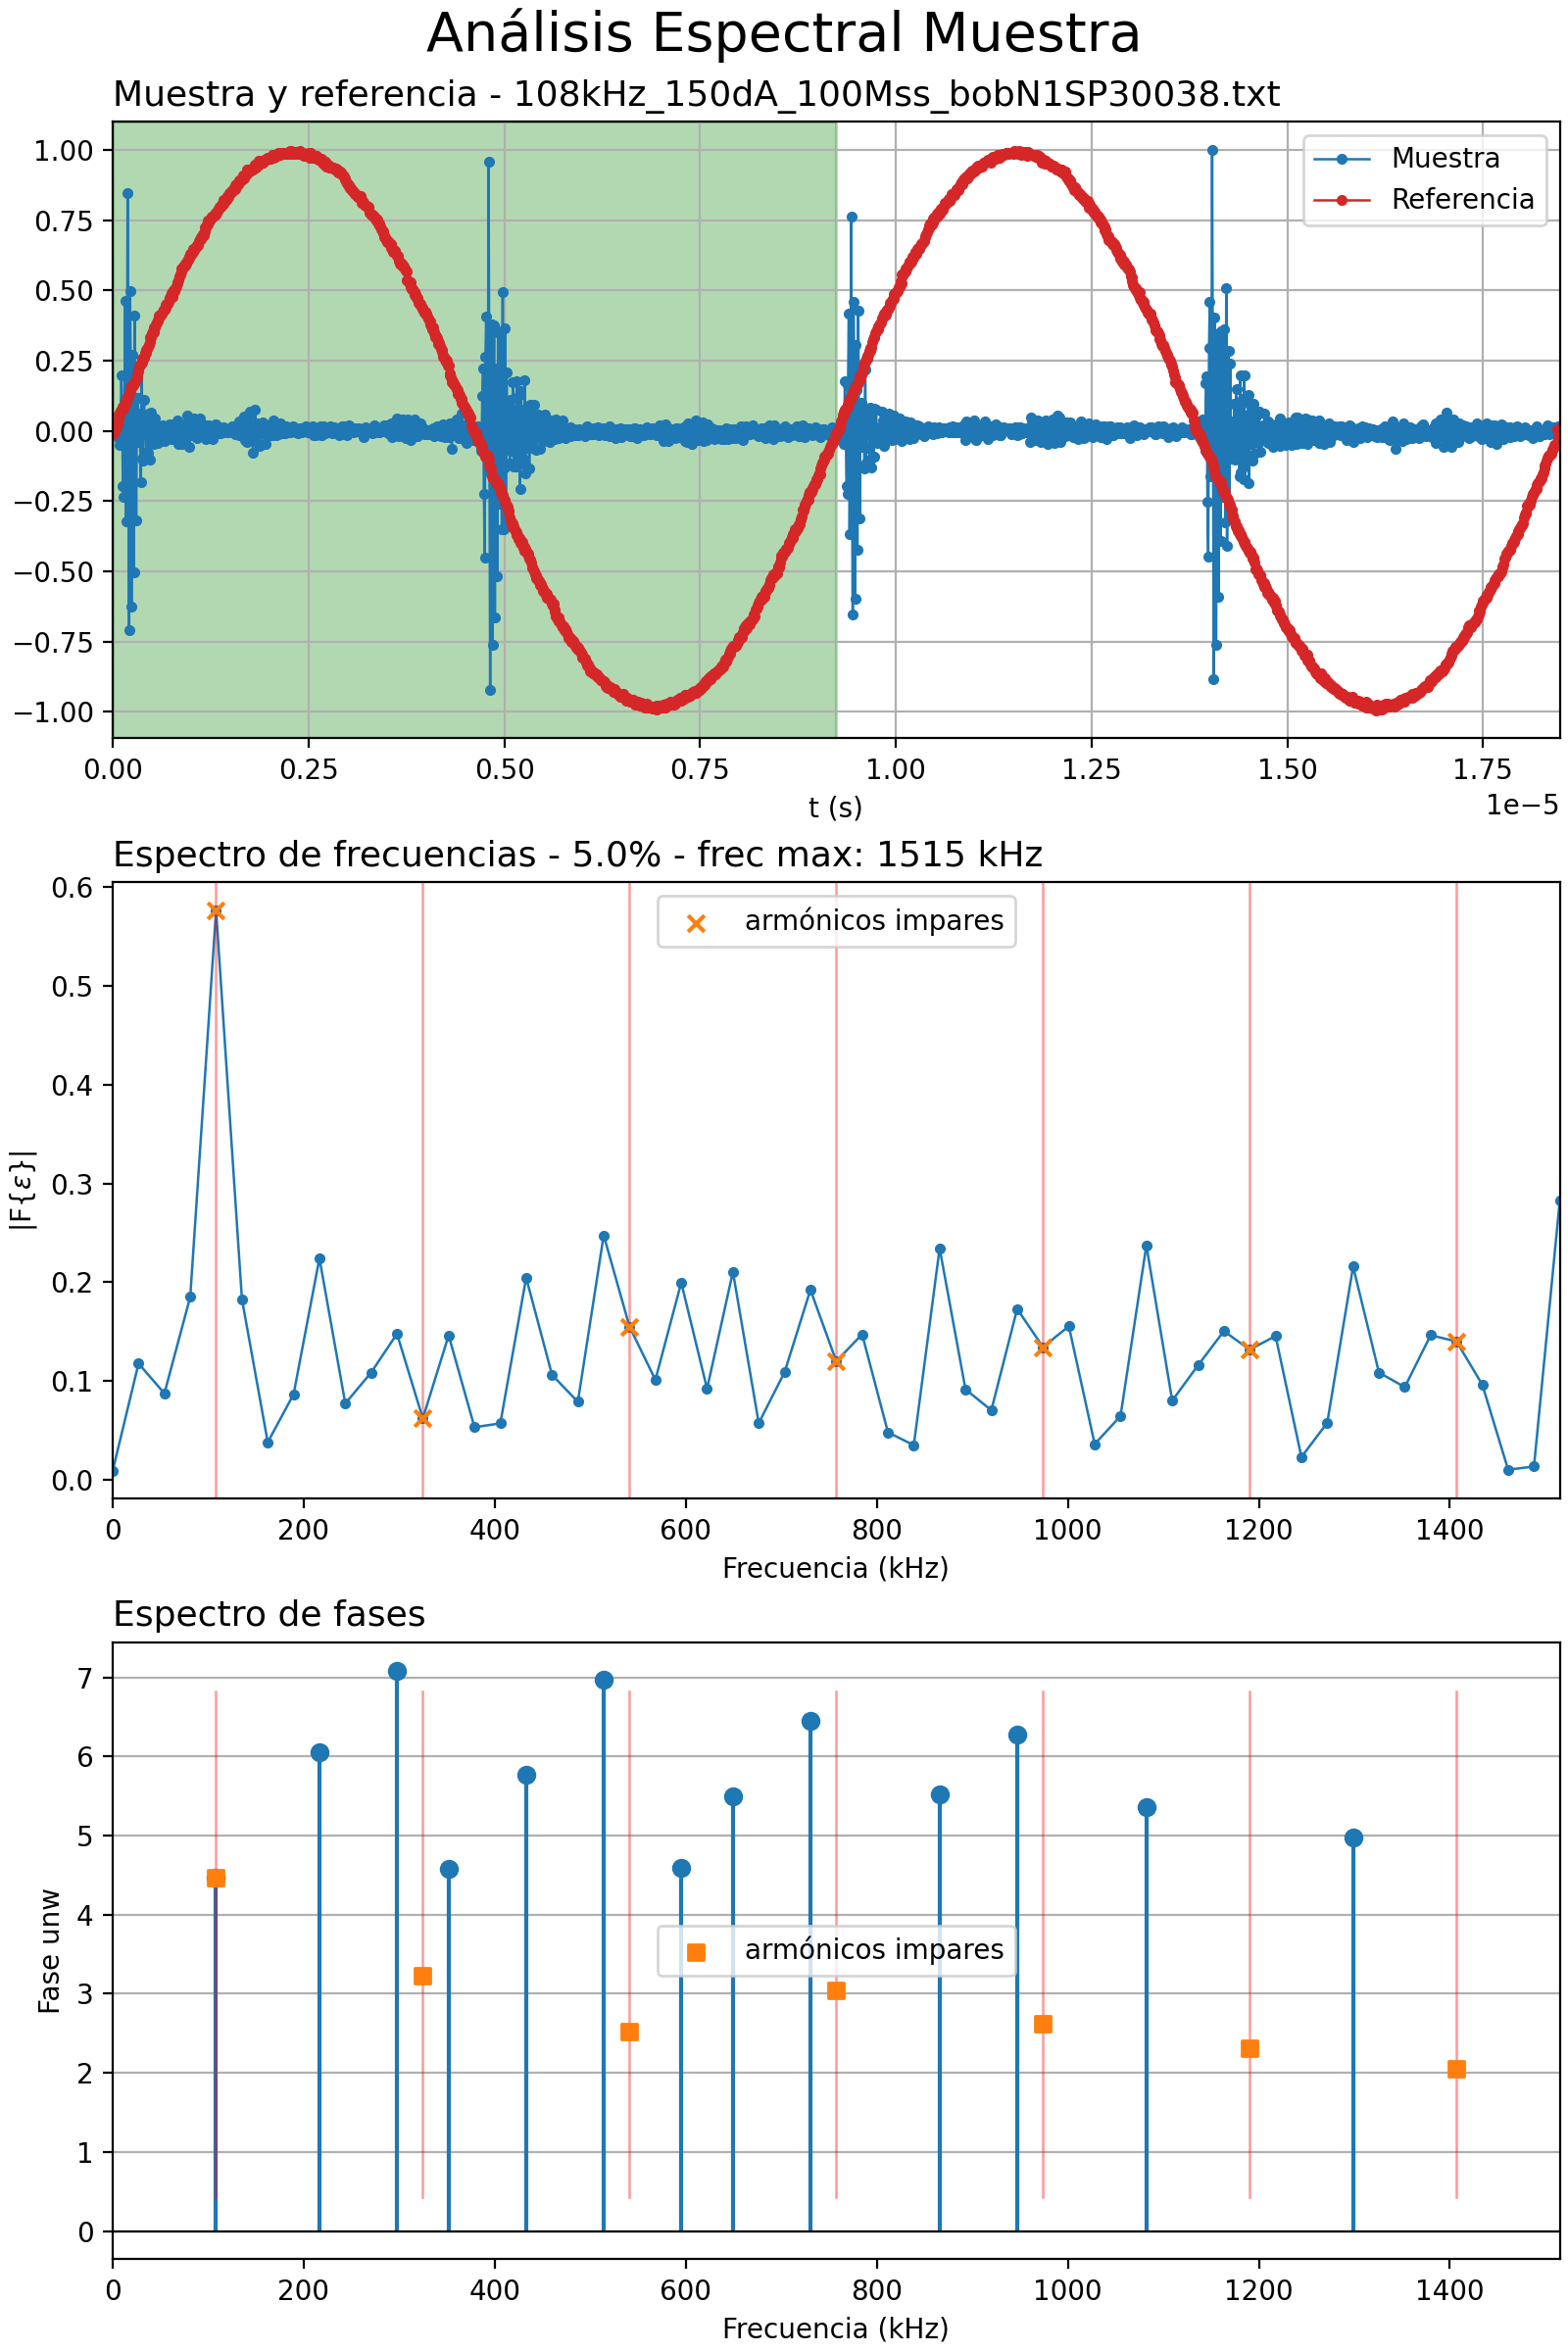 Análisis Espectral Muestra
Muestra y referencia - 108kHz_150dA_100Mss_bobN1SP30038.txt
Muestra
Referencia
1.00
0.75
0.50
0.25
0.00
−0.25
−0.50
−0.75
−1.00
0.00 0.25 0.50 0.75 1.00 1.25 1.50 1.75
1e−5
t (s)
Espectro de frecuencias - 5.0% - frec max: 1515 kHz
armónicos impares
0.6
0.5
0.4
0.3
0.2
0.1
0.0
|F{ε}|
0 200 400 600 800 1000 1200 1400
Frecuencia (kHz)
Espectro de fases
7
6
5
4
3
2
1
0
Fase unw
armónicos impares
0 200 400 600 800 1000 1200 1400
Frecuencia (kHz)